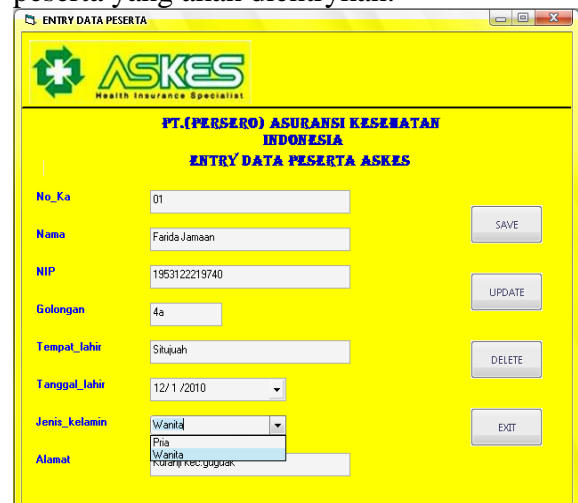 peserta yang akan dientrykan.
ENTRY DATA PESERTA
ASKES
Health Insurance Specialist
PT.(PERSERO) ASURANSI KESEHATAN
INDONESIA
ENTRY DATA PESERTA ASKES
No_Ka 01
Nama Farida Jamaan SAVE
NIP 1953122219740
UPDATE
Golongan 4a
Tempat_lahir Situjuah DELETE
Tanggal_lahir 12/ 1 /2010
Jenis_kelamin Wanita EXIT
Pria
Wanita
Alamat Kuranji Kec.guguak